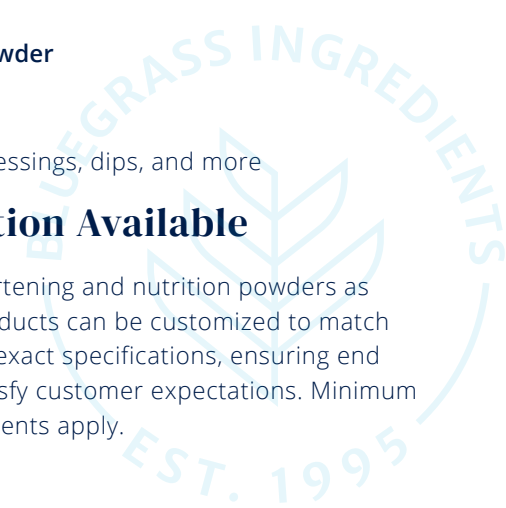 wder
essings, dips, and more
tion Available
rtening and nutrition powders as
ducts can be customized to match
exact specifications, ensuring end
sfy customer expectations. Minimum
ents apply.
BLUEGRASS INGREDIENTS
EST. 1995